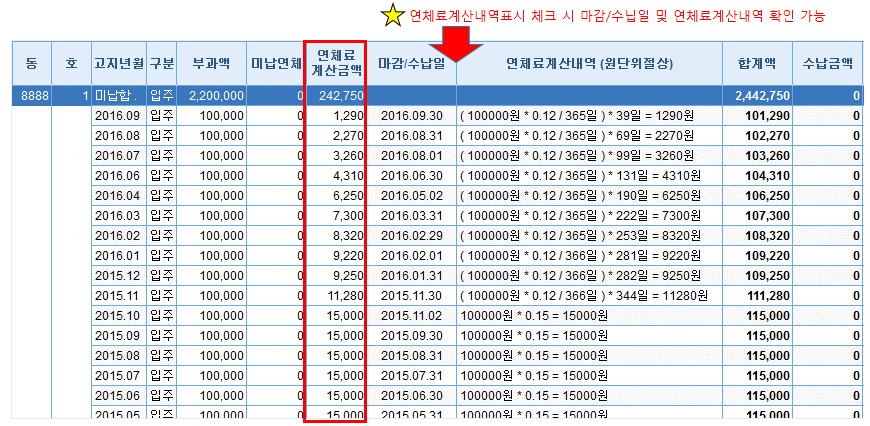 연체료계산내역표시 체크 시 마감/수납일 및 연체료계산내역 확인 가능
동 호 고지년월 구분 부과액 미납연체 연체료 계산금액 마감/수납일 연체료계산내역 (원단위절상) 합계액 수납금액
8888 1 미납합 . 입주 2,200,000 0 242,750 2,442,750 0
2016.09 입주 100,000 0 1,290 2016.09.30 ( 100000원 * 0.12 / 365일 ) * 39일 = 1290원 101,290 0
2016.08 입주 100,000 0 2,270 2016.08.31 ( 100000원 * 0.12 / 365일 ) * 69일 = 2270원 102,270 0
2016.07 입주 100,000 0 3,260 2016.08.01 ( 100000원 * 0.12 / 365일 ) * 99일 = 3260원 103,260 0
2016.06 입주 100,000 0 4,310 2016.06.30 ( 100000원 * 0.12 / 365일 ) * 131일 = 4310원 104,310 0
2016.04 입주 100,000 0 6,250 2016.05.02 ( 100000원 * 0.12 / 365일 ) * 190일 = 6250원 106,250 0
2016.03 입주 100,000 0 7,300 2016.03.31 ( 100000원 * 0.12 / 365일 ) * 222일 = 7300원 107,300 0
2016.02 입주 100,000 0 8,320 2016.02.29 ( 100000원 * 0.12 / 365일 ) * 253일 = 8320원 108,320 0
2016.01 입주 100,000 0 9,220 2016.02.01 ( 100000원 * 0.12 / 366일 ) * 281일 = 9220원 109,220 0
2015.12 입주 100,000 0 9,250 2016.01.31 ( 100000원 * 0.12 / 366일 ) * 282일 = 9250원 109,250 0
2015.11 입주 100,000 0 11,280 2015.11.30 ( 100000원 * 0.12 / 366일 ) * 344일 = 11280원 111,280 0
2015.10 입주 100,000 0 15,000 2015.11.02 100000원 * 0.15 = 15000원 115,000 0
2015.09 입주 100,000 0 15,000 2015.09.30 100000원 * 0.15 = 15000원 115,000 0
2015.08 입주 100,000 0 15,000 2015.08.31 100000원 * 0.15 = 15000원 115,000 0
2015.07 입주 100,000 0 15,000 2015.07.31 100000원 * 0.15 = 15000원 115,000 0
2015.06 입주 100,000 0 15,000 2015.06.30 100000원 * 0.15 = 15000원 115,000 0
2015.05 입주 100,000 0 15,000 2015.05.31 100000원 * 0.15 = 15000원 115,000 0